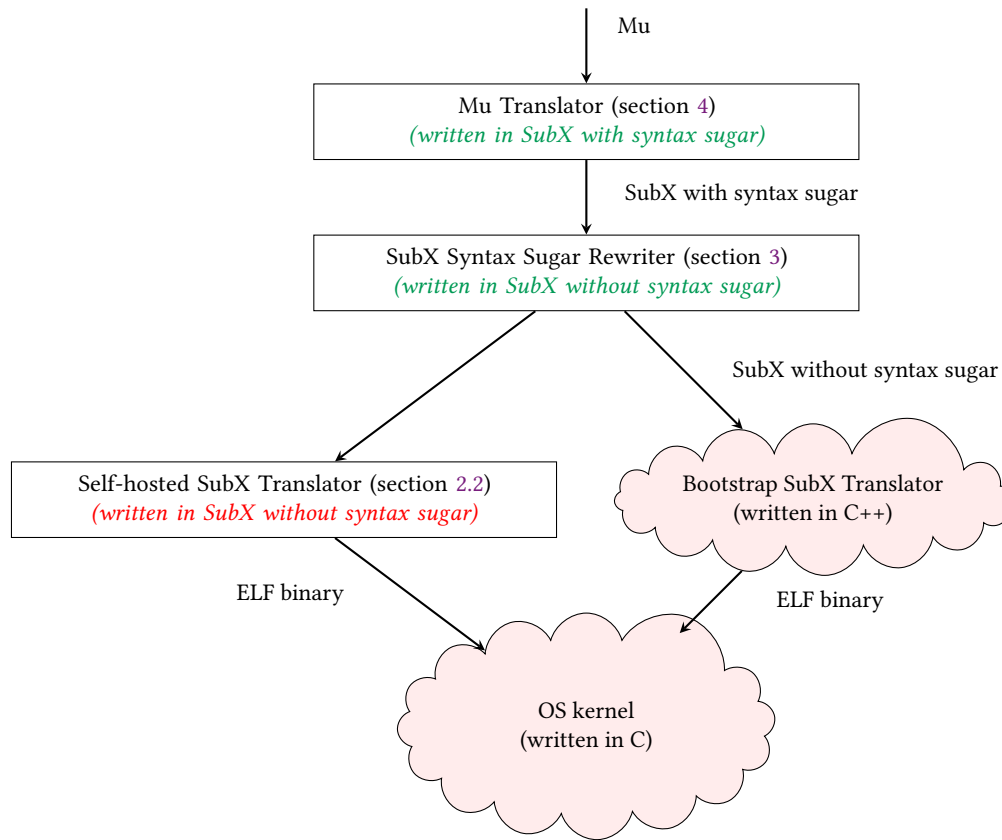 Mu
Mu Translator (section 4)
(written in SubX with syntax sugar)
SubX with syntax sugar
SubX Syntax Sugar Rewriter (section 3)
(written in SubX without syntax sugar)
SubX without syntax sugar
Self-hosted SubX Translator (section 2.2)
(written in SubX without syntax sugar)
Bootstrap SubX Translator
(written in C++)
ELF binary
ELF binary
OS kernel
(written in C)